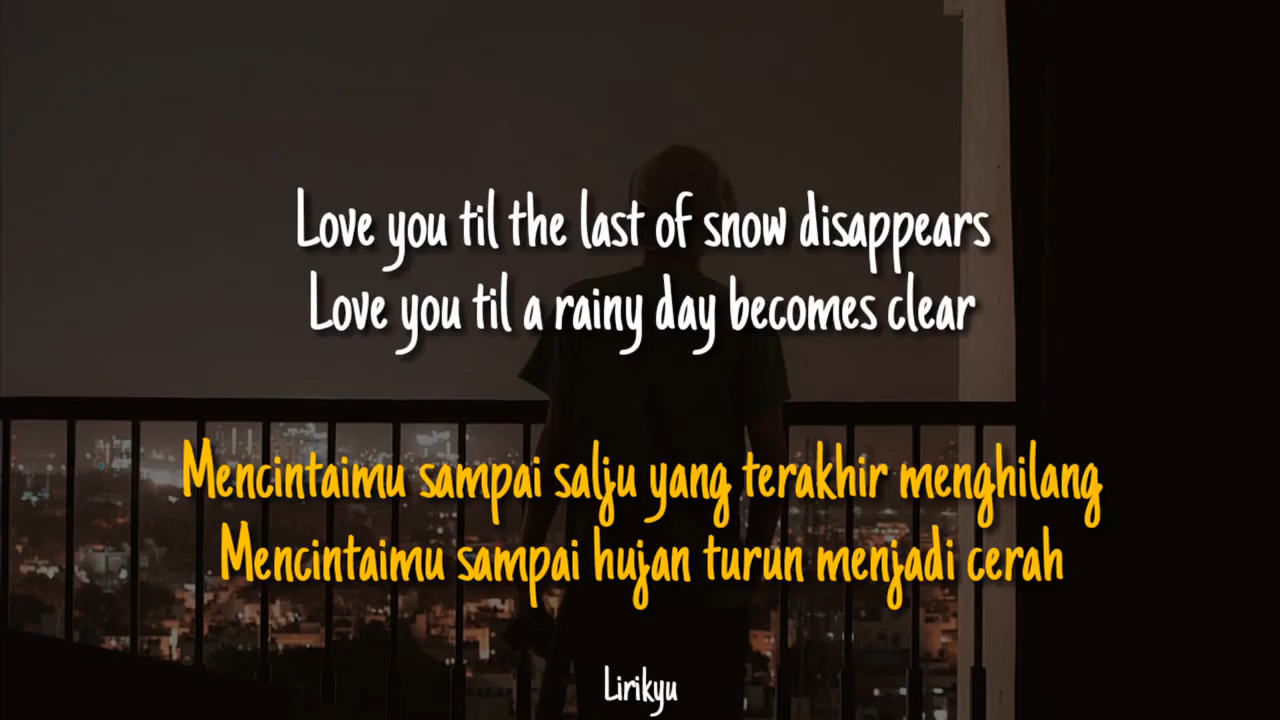 Love you til the last of snow disappears
Love you til a rainy day becomes clear
Mencintaimu sampai salju yang terakhir menghilang
Mencintaimu sampai hujan turun menjadi cerah
Lirikyu